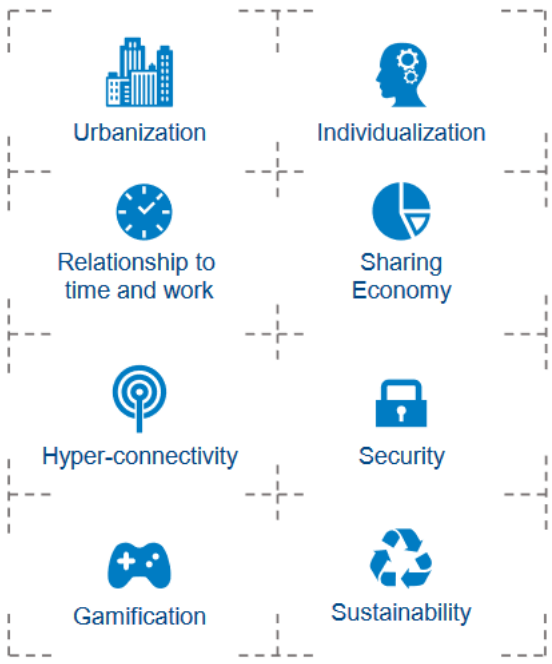 Urbanization
Individualization
Relationship to
time and work
Sharing
Economy
Hyper-connectivity
Security
Gamification
Sustainability